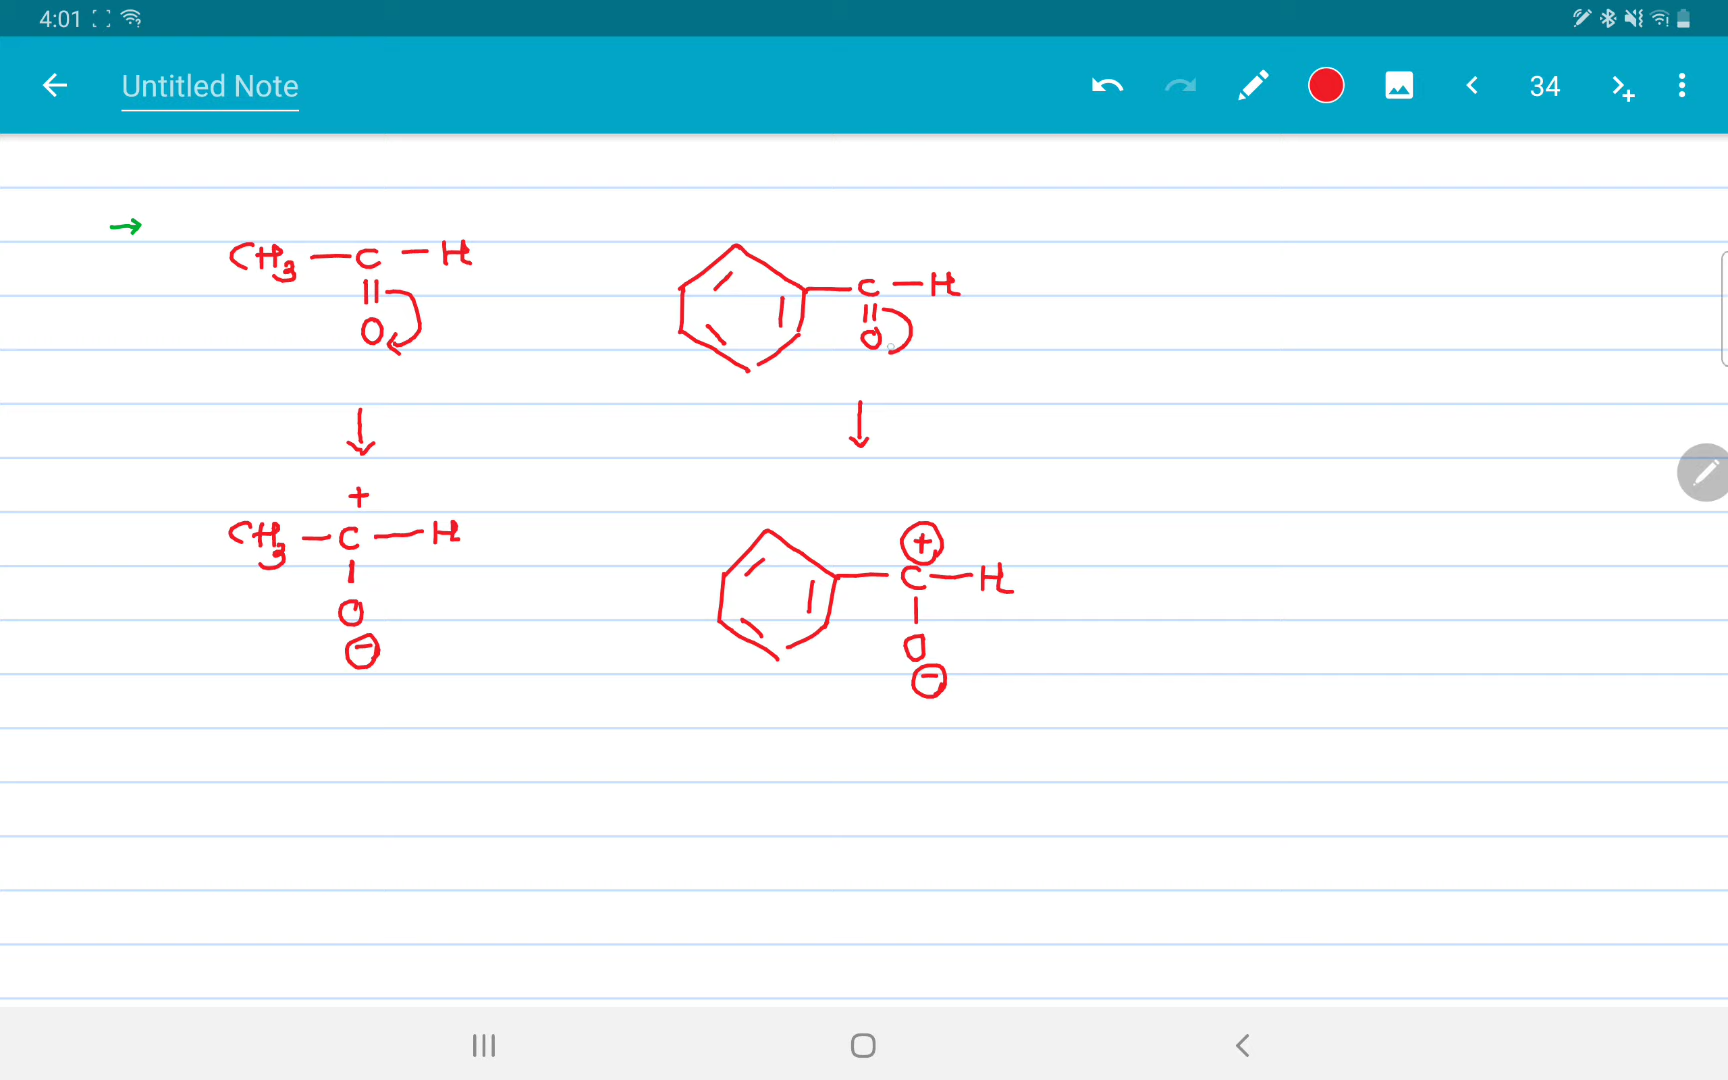 4:01
Untitled Note
34
→
CH3 — C — H
||
O
C — H
||
O
↓
↓
+
CH3 — C — H
|
O
⊖
⊕
C — H
|
O
⊖